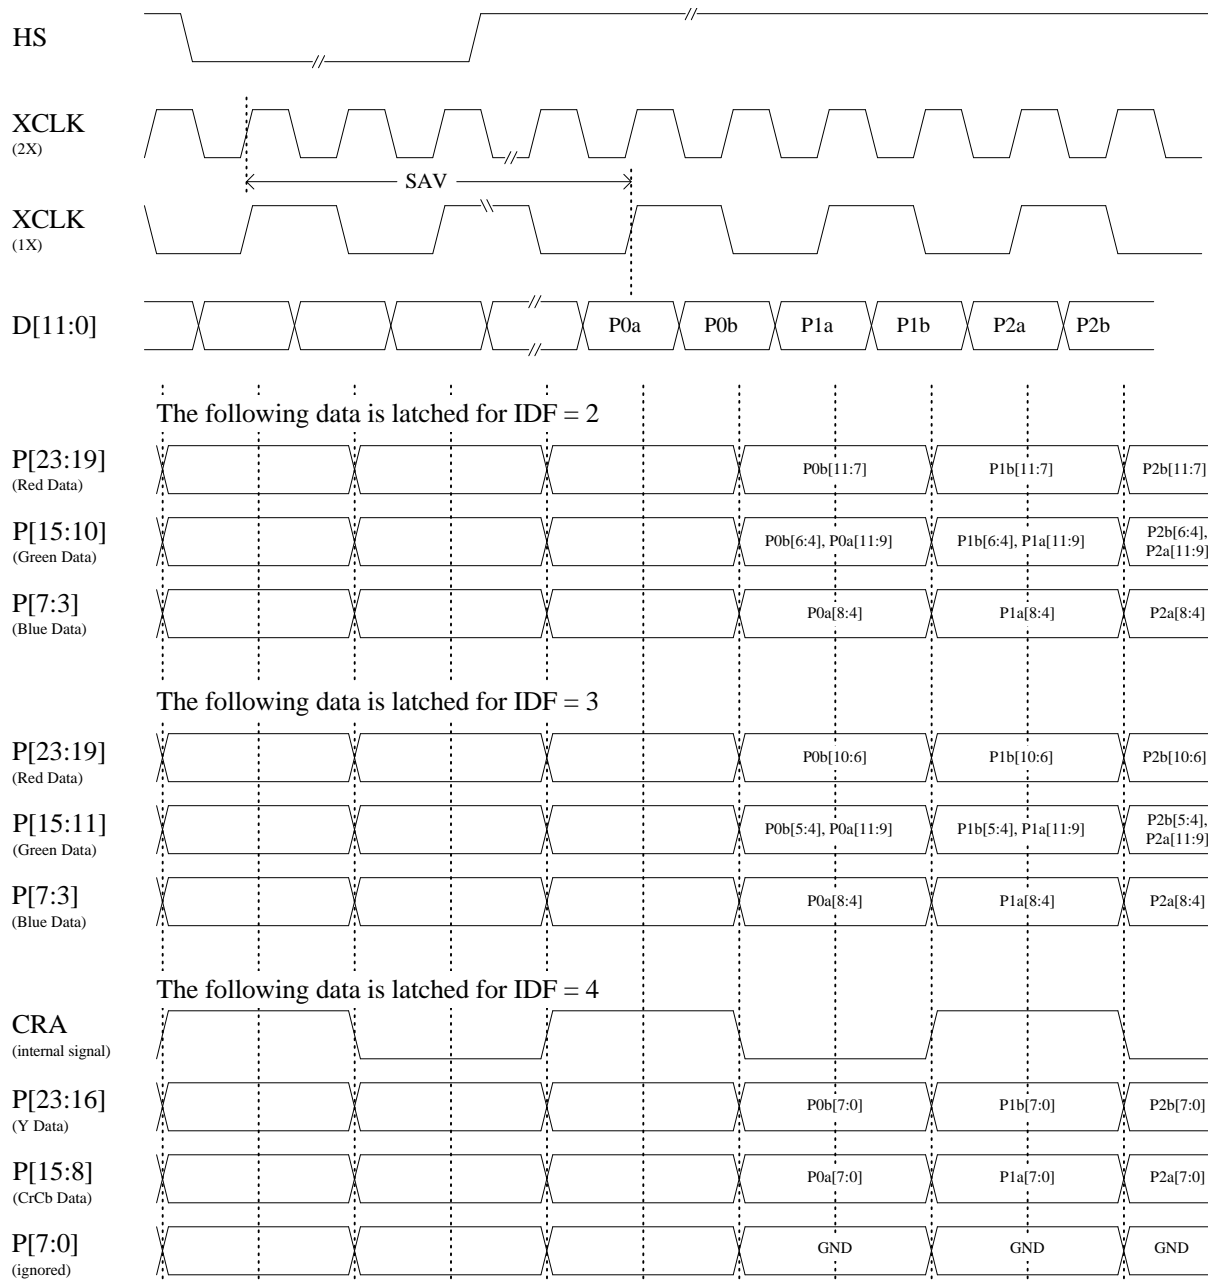 HS
XCLK
(2X)
SAV
XCLK
(1X)
D[11:0]
P0a P0b P1a P1b P2a P2b
The following data is latched for IDF = 2
P[23:19]
(Red Data)
P0b[11:7] P1b[11:7] P2b[11:7]
P[15:10]
(Green Data)
P0b[6:4], P0a[11:9] P1b[6:4], P1a[11:9] P2b[6:4],
P2a[11:9]
P[7:3]
(Blue Data)
P0a[8:4] P1a[8:4] P2a[8:4]
The following data is latched for IDF = 3
P[23:19]
(Red Data)
P0b[10:6] P1b[10:6] P2b[10:6]
P[15:11]
(Green Data)
P0b[5:4], P0a[11:9] P1b[5:4], P1a[11:9] P2b[5:4],
P2a[11:9]
P[7:3]
(Blue Data)
P0a[8:4] P1a[8:4] P2a[8:4]
The following data is latched for IDF = 4
CRA
(internal signal)
P[23:16]
(Y Data)
P0b[7:0] P1b[7:0] P2b[7:0]
P[15:8]
(CrCb Data)
P0a[7:0] P1a[7:0] P2a[7:0]
P[7:0]
(ignored)
GND GND GND